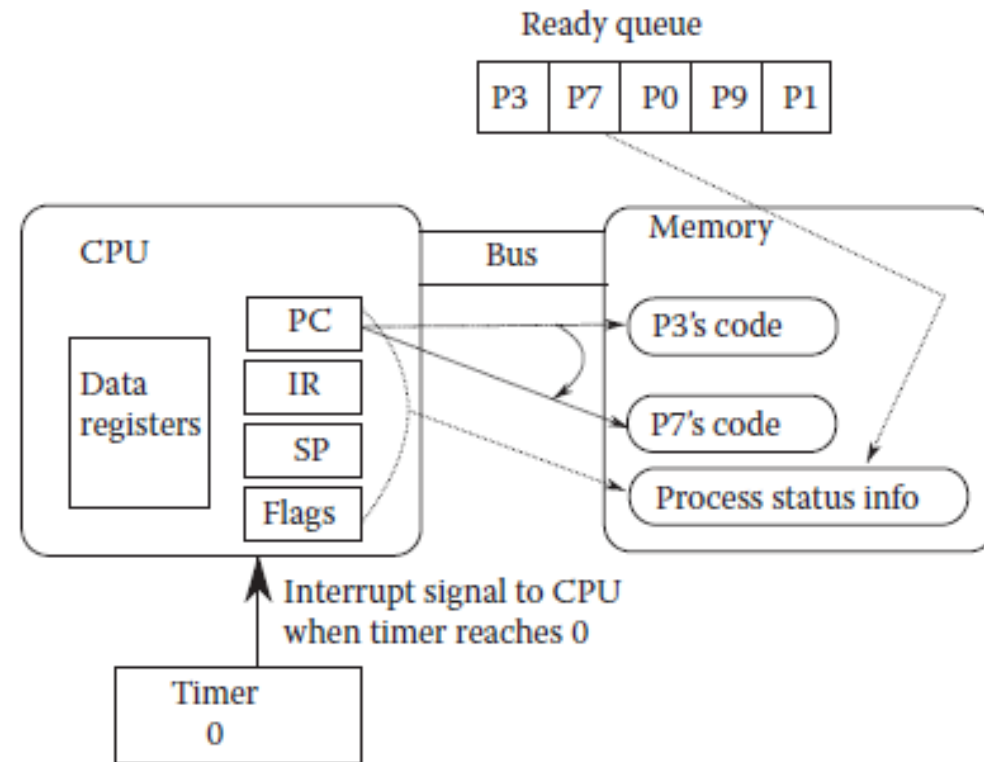 Ready queue
P3 P7 P0 P9 P1
CPU
Bus
Memory
PC
P3's code
Data
registers
IR
P7's code
SP
Process status info
Flags
Interrupt signal to CPU
when timer reaches 0
Timer
0